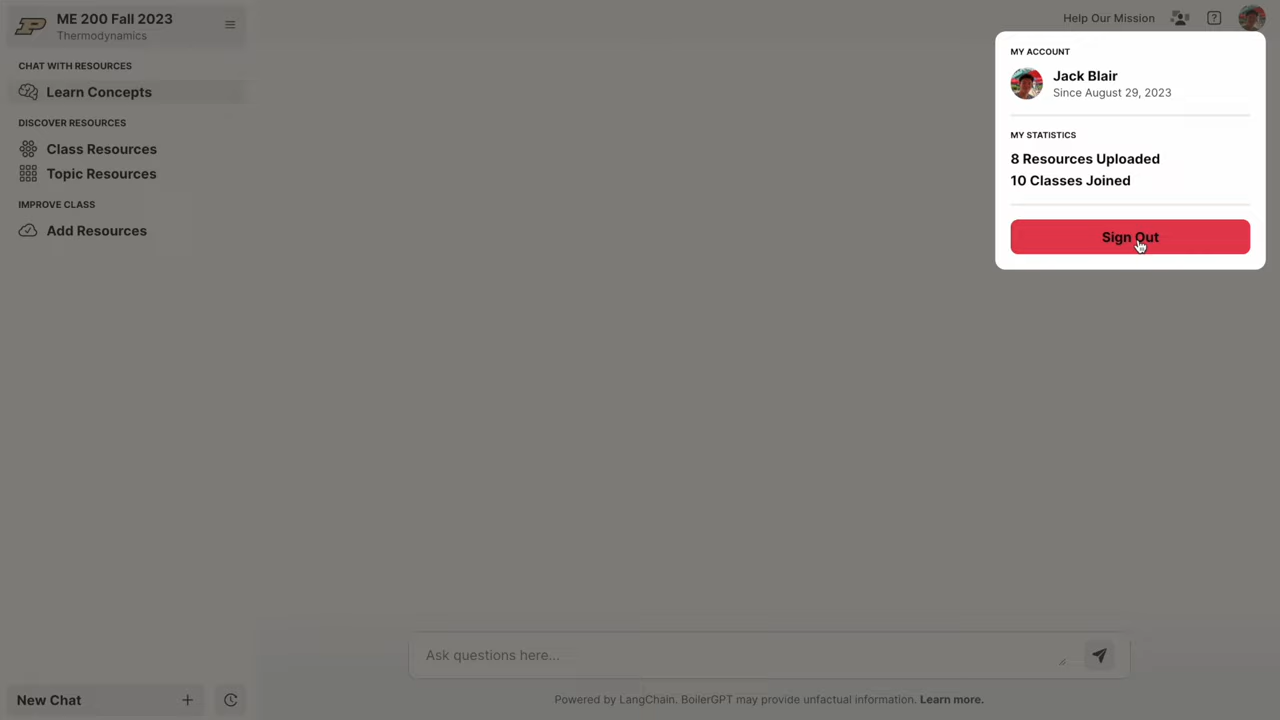 ME 200 Fall 2023
Thermodynamics
CHAT WITH RESOURCES
Learn Concepts
DISCOVER RESOURCES
Class Resources
Topic Resources
IMPROVE CLASS
Add Resources
Help Our Mission
MY ACCOUNT
Jack Blair
Since August 29, 2023
MY STATISTICS
8 Resources Uploaded
10 Classes Joined
Sign Out
Ask questions here...
New Chat
Powered by LangChain. BoilerGPT may provide unfactual information. Learn more.